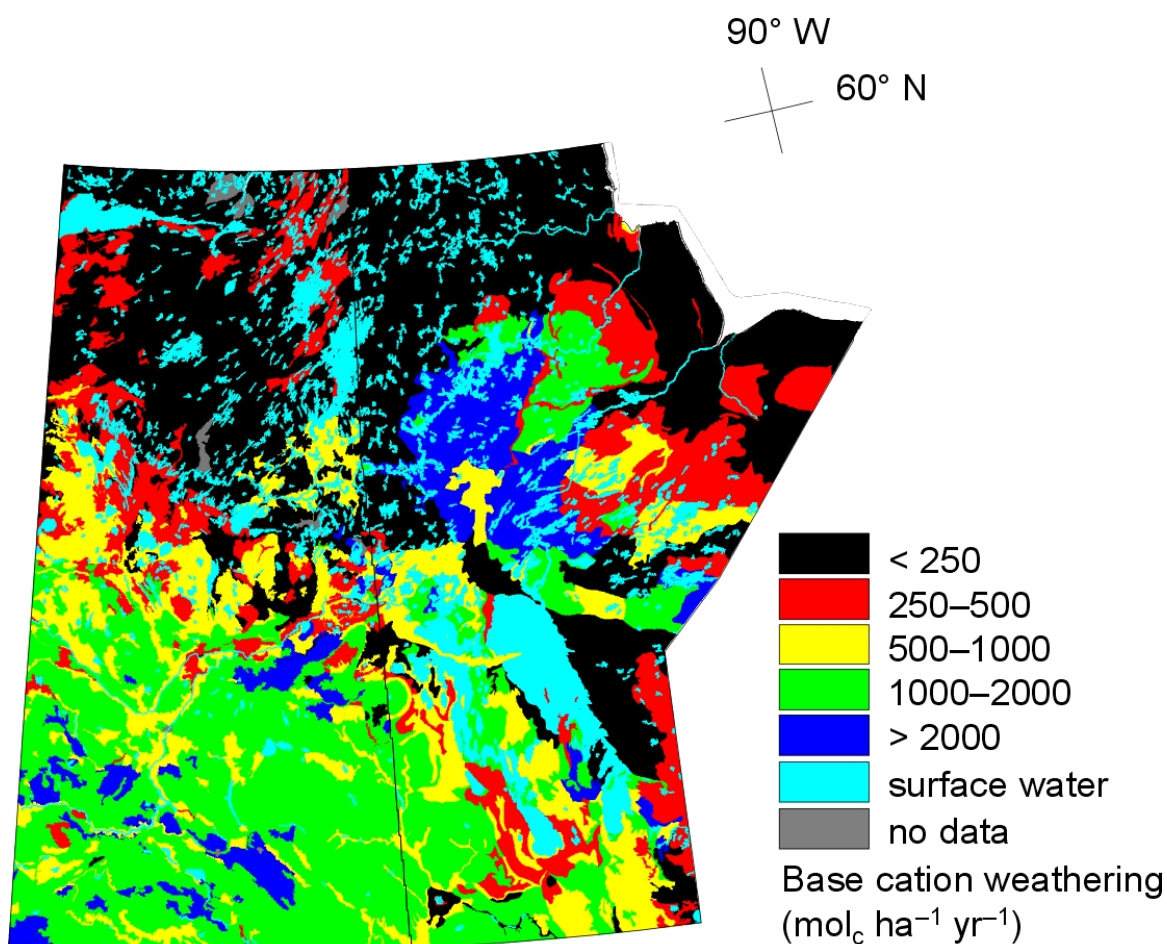 90° W
60° N
< 250
250–500
500–1000
1000–2000
> 2000
surface water
no data
Base cation weathering
(molc ha–1 yr–1)